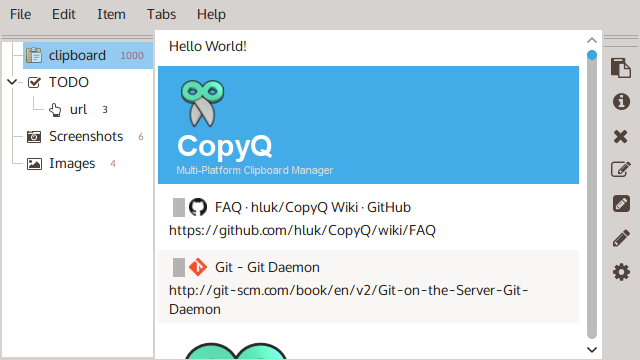 File Edit Item Tabs Help
clipboard 1000
TODO
url 3
Screenshots 6
Images 4
Hello World!
CopyQ
Multi-Platform Clipboard Manager
FAQ · hluk/CopyQ Wiki · GitHub
https://github.com/hluk/CopyQ/wiki/FAQ
Git - Git Daemon
http://git-scm.com/book/en/v2/Git-on-the-Server-Git-
Daemon